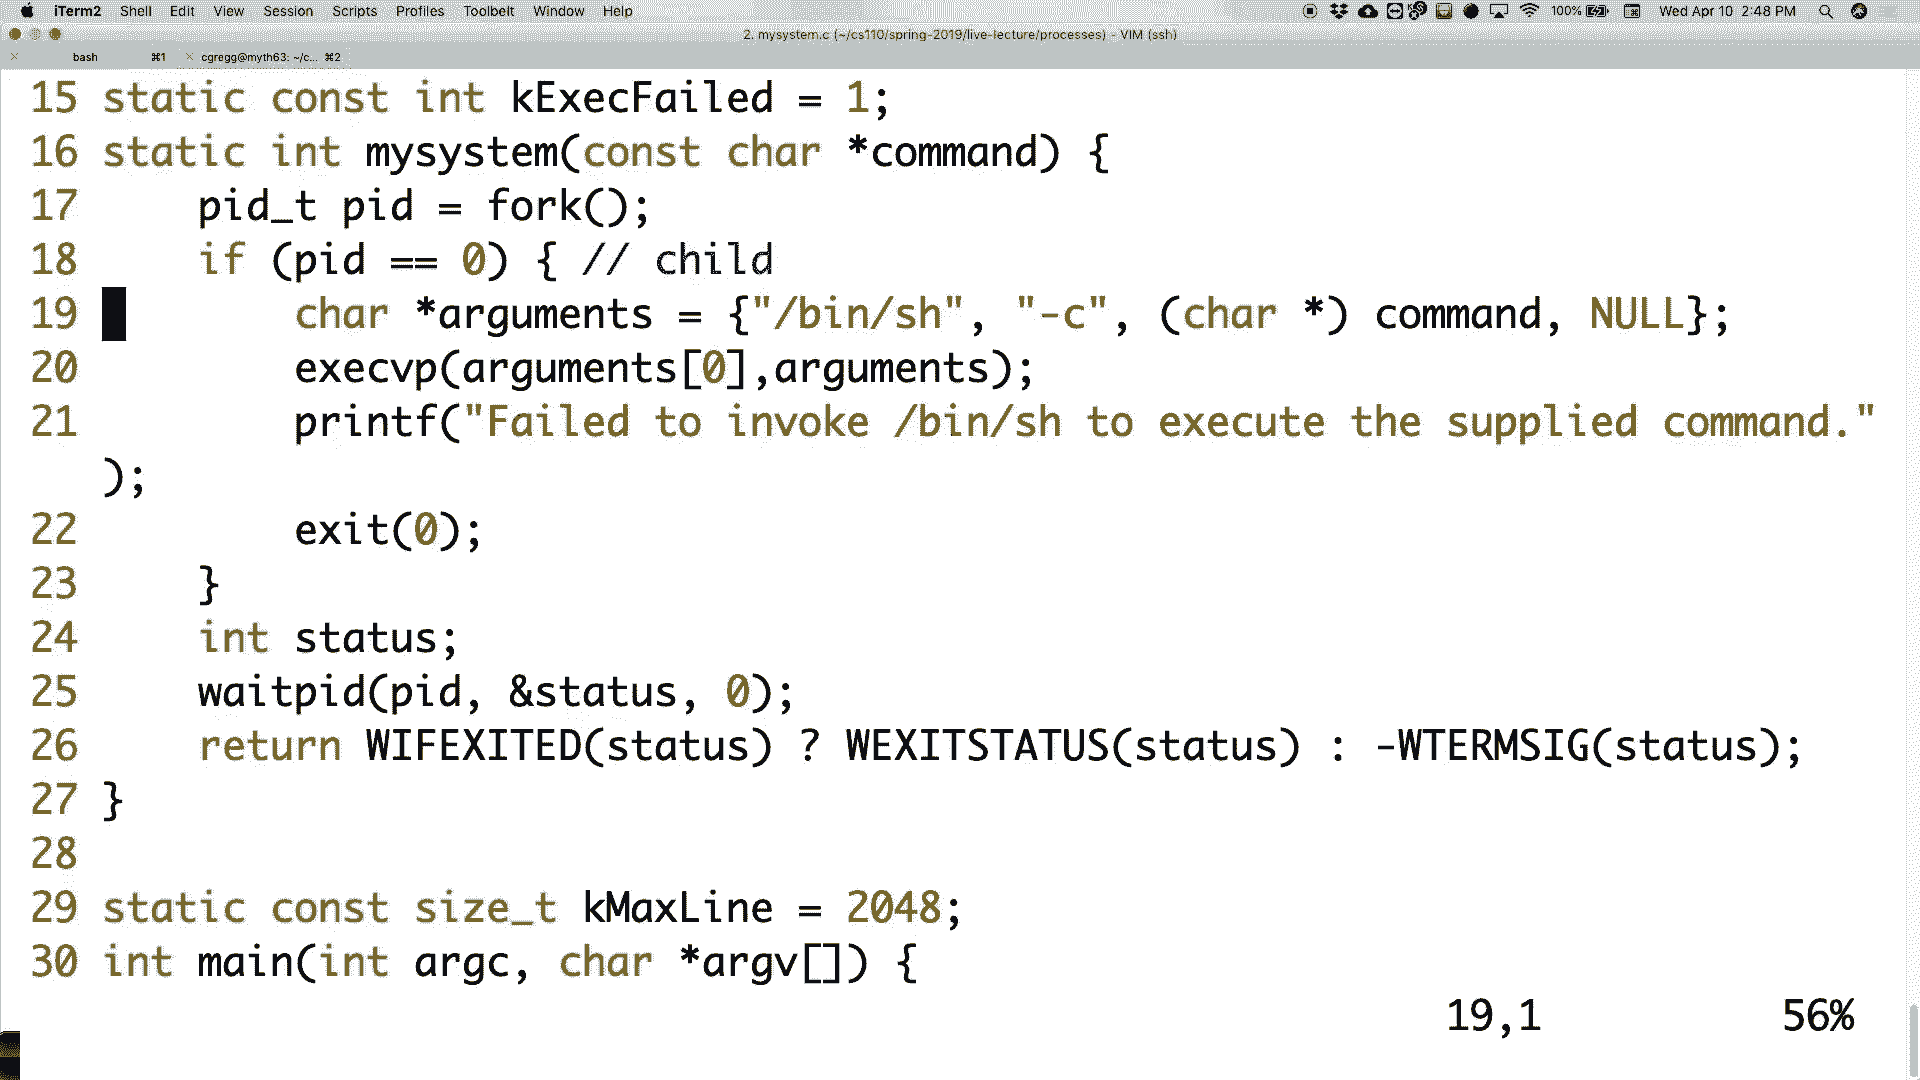 iTerm2 Shell Edit View Session Scripts Profiles Toolbelt Window Help 100% Wed Apr 10 2:48 PM
2. mysystem.c (~/cs110/spring-2019/live-lecture/processes) - VIM (ssh)
bash ⌘1 cgregg@myth63: ~/c... ⌘2
15 static const int kExecFailed = 1;
16 static int mysystem(const char *command) {
17     pid_t pid = fork();
18     if (pid == 0) { // child
19         char *arguments = {"/bin/sh", "-c", (char *) command, NULL};
20         execvp(arguments[0],arguments);
21         printf("Failed to invoke /bin/sh to execute the supplied command."
);
22         exit(0);
23     }
24     int status;
25     waitpid(pid, &status, 0);
26     return WIFEXITED(status) ? WEXITSTATUS(status) : -WTERMSIG(status);
27 }
28
29 static const size_t kMaxLine = 2048;
30 int main(int argc, char *argv[]) {
19,1 56%